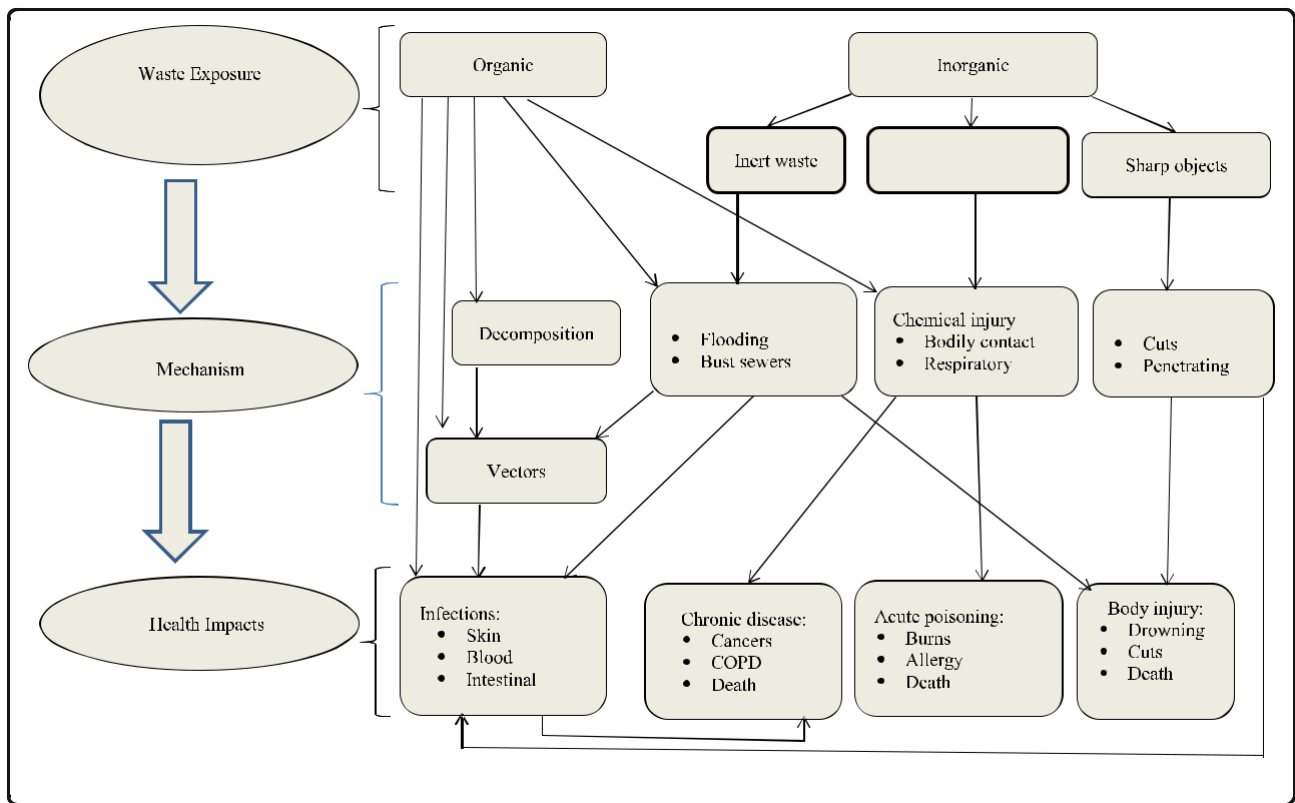 Waste Exposure
Organic
Inorganic
Inert waste
Sharp objects
Mechanism
Decomposition
Flooding
Bust sewers
Chemical injury
Bodily contact
Respiratory
Cuts
Penetrating
Vectors
Health Impacts
Infections:
Skin
Blood
Intestinal
Chronic disease:
Cancers
COPD
Death
Acute poisoning:
Burns
Allergy
Death
Body injury:
Drowning
Cuts
Death